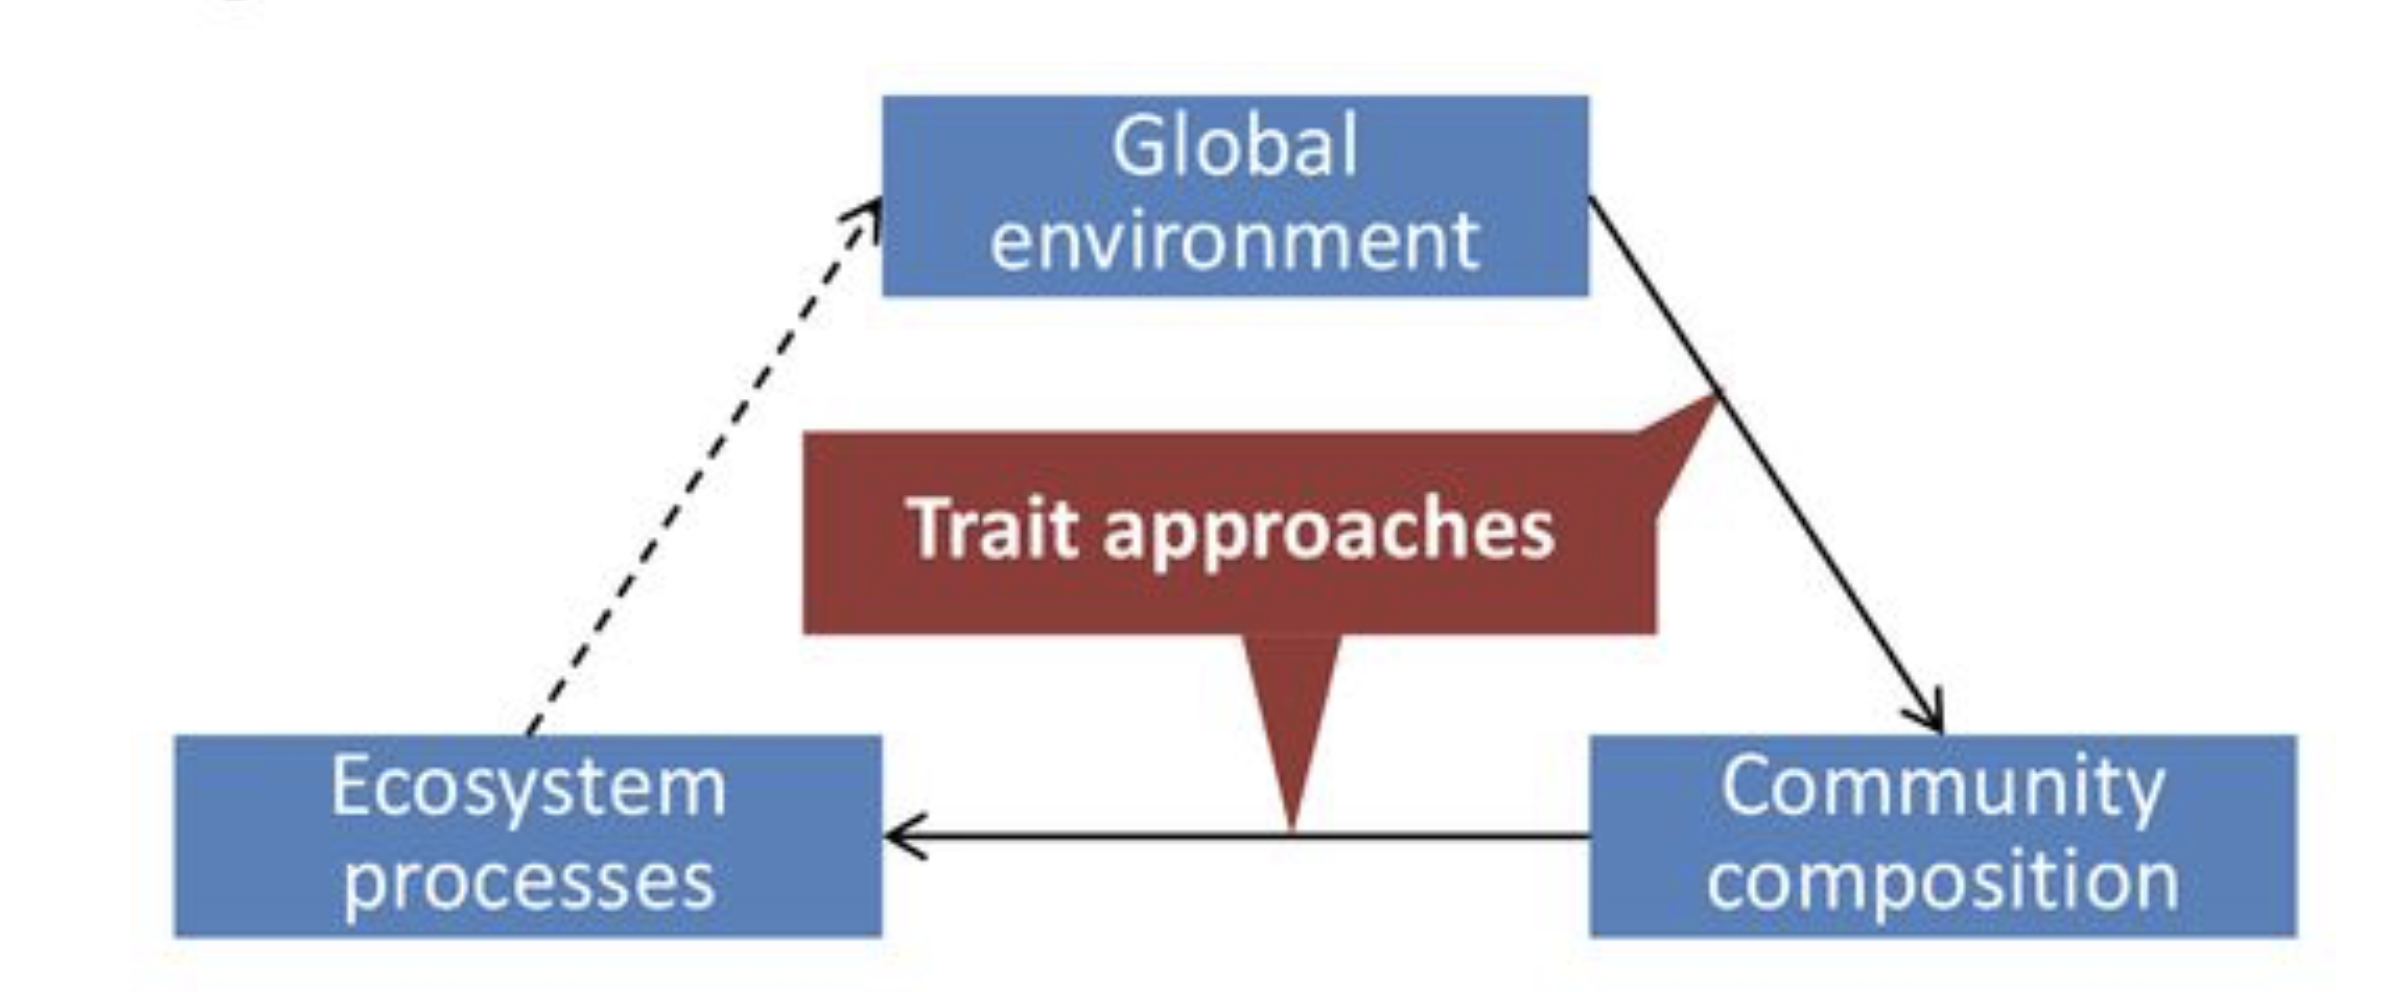 Global
environment
Trait approaches
Ecosystem
processes
Community
composition